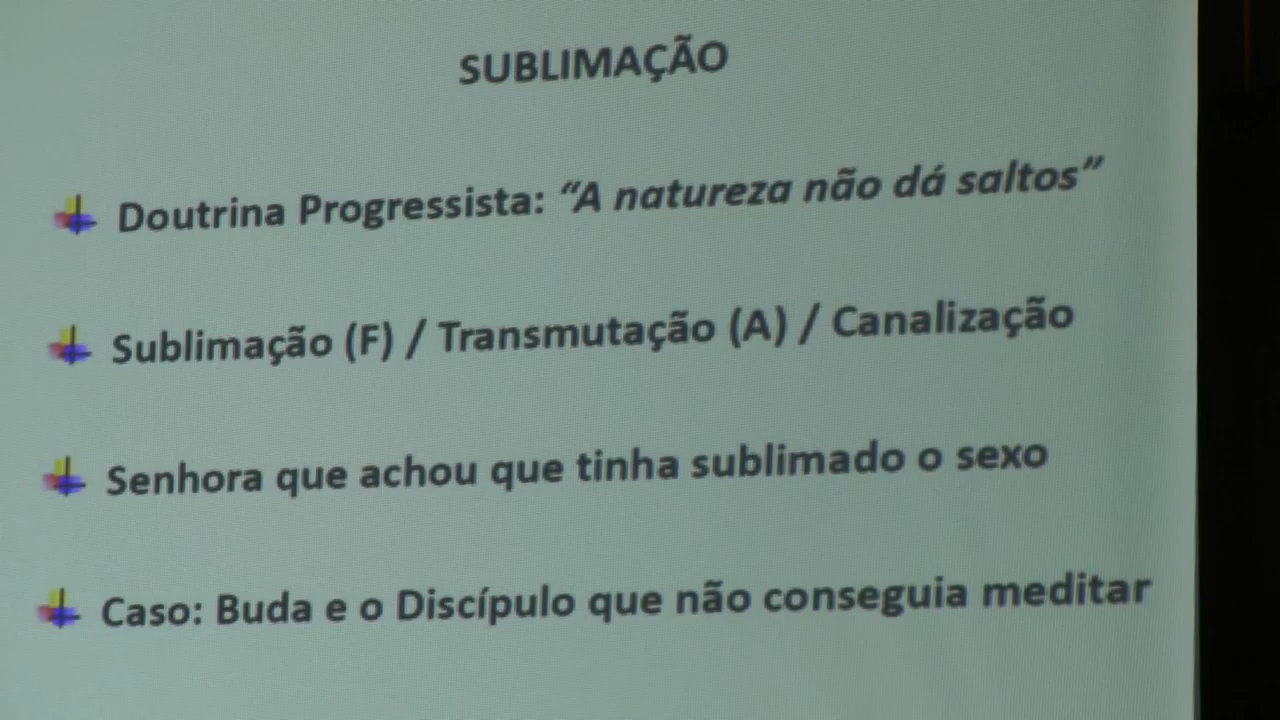 SUBLIMAÇÃO
Doutrina Progressista: “A natureza não dá saltos”
Sublimação (F) / Transmutação (A) / Canalização
Senhora que achou que tinha sublimado o sexo
Caso: Buda e o Discípulo que não conseguia meditar